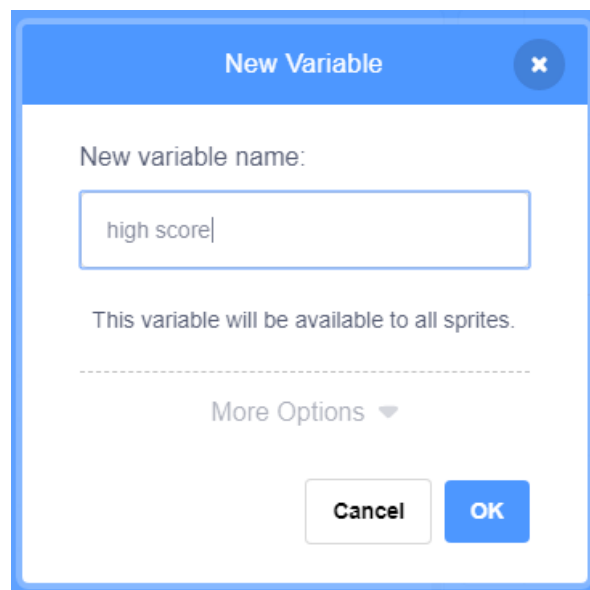 New Variable
New variable name:
high score
This variable will be available to all sprites.
More Options
Cancel OK